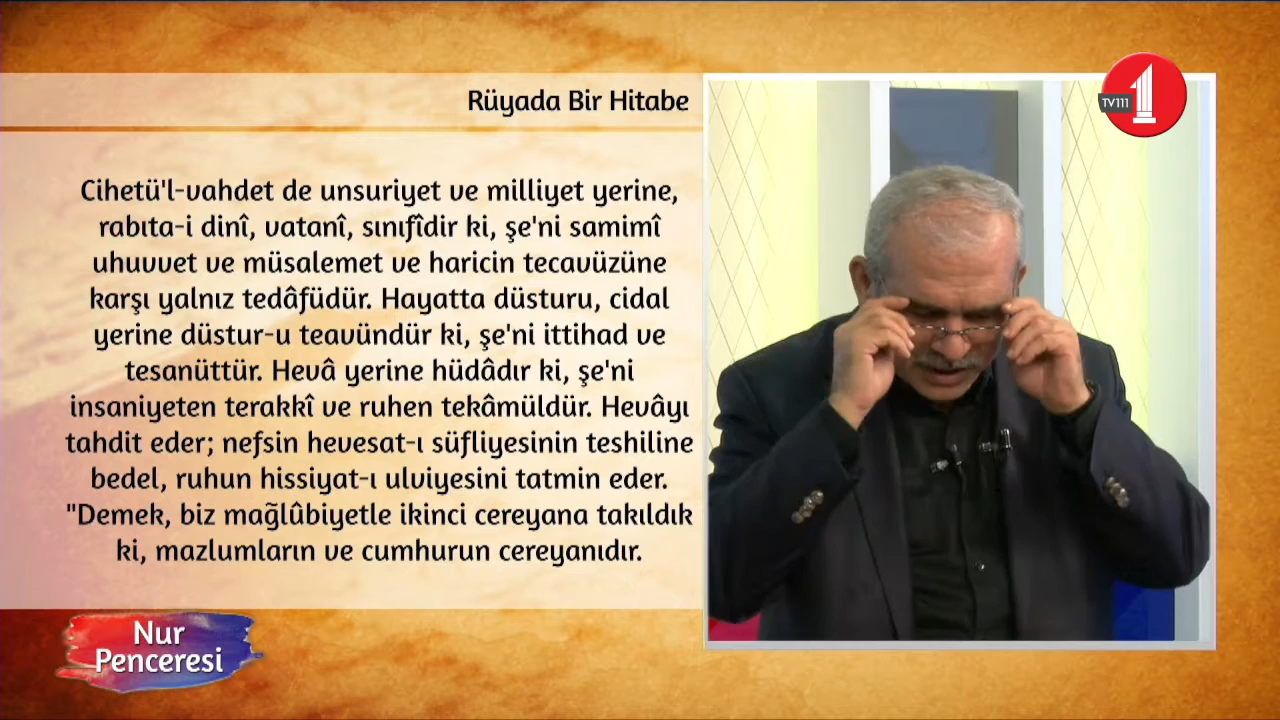 Rüyada Bir Hitabe
Cihetü'l-vahdet de unsuriyet ve milliyet yerine,
rabıta-i dinî, vatanî, sınıfîdir ki, şe'ni samimî
uhuvvet ve müsalemet ve haricin tecavüzüne
karşı yalnız tedâfüdür. Hayatta düsturu, cidal
yerine düstur-u teavündür ki, şe'ni ittihad ve
tesanüttür. Hevâ yerine hüdâdır ki, şe'ni
insaniyeten terakkî ve ruhen tekâmüldür. Hevâyı
tahdit eder; nefsin hevesat-ı süfliyesinin teshiline
bedel, ruhun hissiyat-ı ulviyesini tatmin eder.
"Demek, biz mağlûbiyetle ikinci cereyana takıldık
ki, mazlumların ve cumhurun cereyanıdır.
TV111
1
Nur
Penceresi